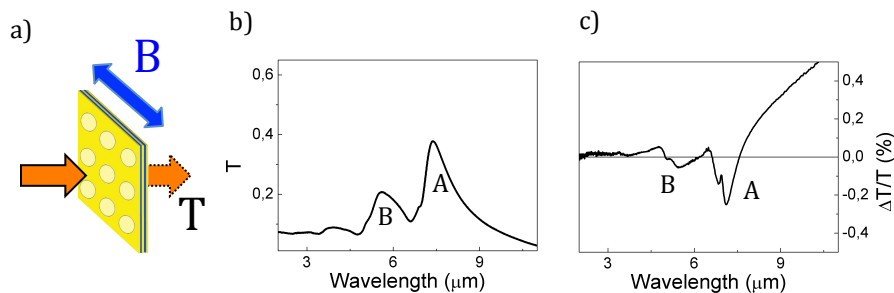 a)
B
T
b)
T
0,6
0,4
0,2
B
A
3
6
9
Wavelength (μm)
c)
B
A
0,4
0,2
0,0
-0,2
-0,4
ΔT/T (%)
3
6
9
Wavelength (μm)